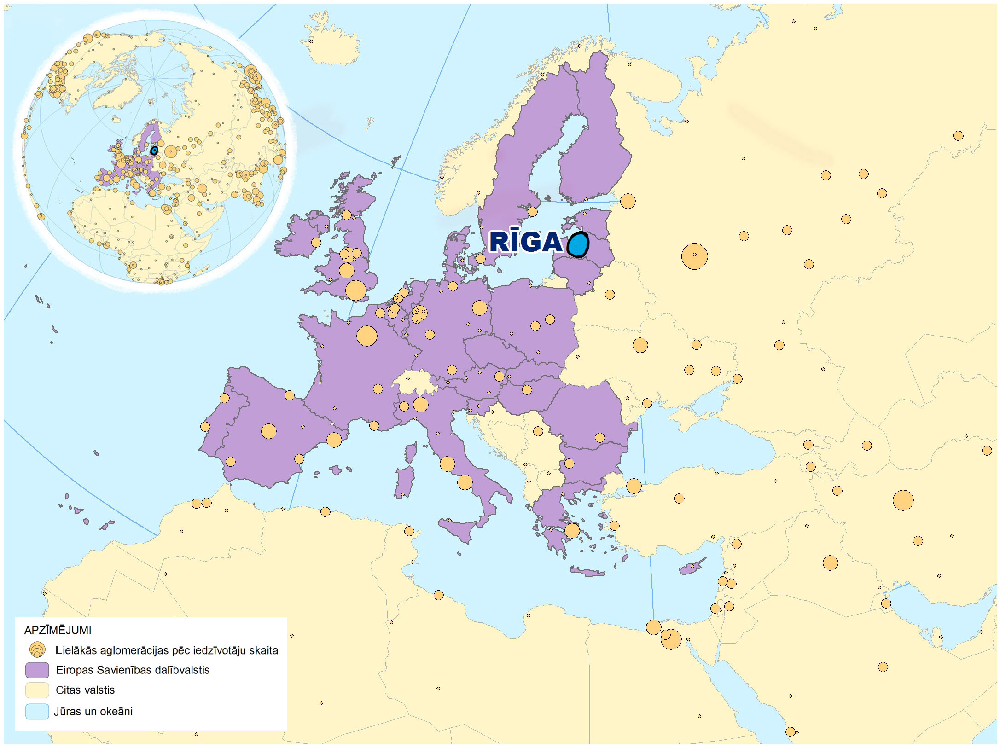 RĪGA
APZĪMĒJUMI
Lielākās aglomerācijas pēc iedzīvotāju skaita
Eiropas Savienības dalībvalstis
Citas valstis
Jūras un okeāni